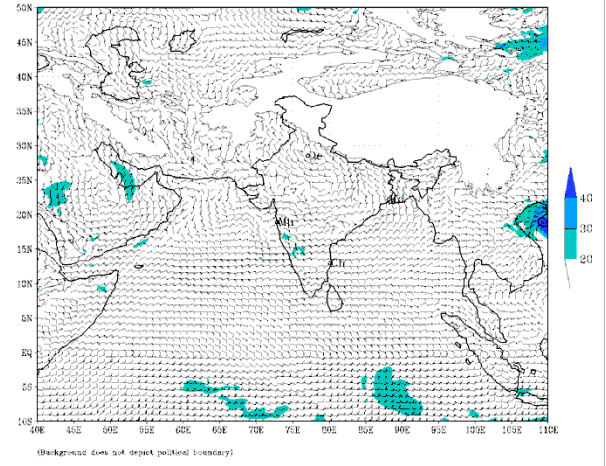 50N
45N
40N
35N
30N
25N
20N
15N
10N
5N
EQ
5S
10S
40E 45E 50E 55E 60E 65E 70E 75E 80E 85E 90E 95E 100E 105E 110E
40
30
20
(Background does not depict political boundary)